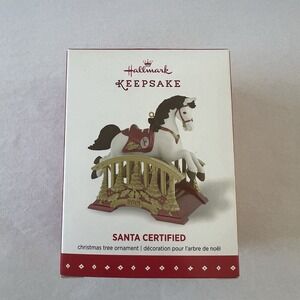 Hallmark
KEEPSAKE
SANTA CERTIFIED
christmas tree ornament | décoration pour l'arbre de noël